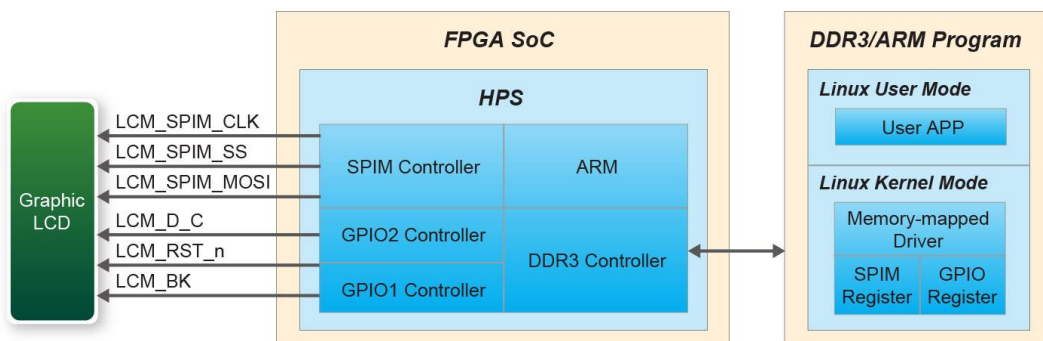 FPGA SoC
HPS
Graphic
LCD
LCM_SPIM_CLK
LCM_SPIM_SS
LCM_SPIM_MOSI
LCM_D_C
LCM_RST_n
LCM_BK
SPIM Controller
ARM
GPIO2 Controller
GPIO1 Controller
DDR3 Controller
DDR3/ARM Program
Linux User Mode
User APP
Linux Kernel Mode
Memory-mapped
Driver
SPIM
Register
GPIO
Register